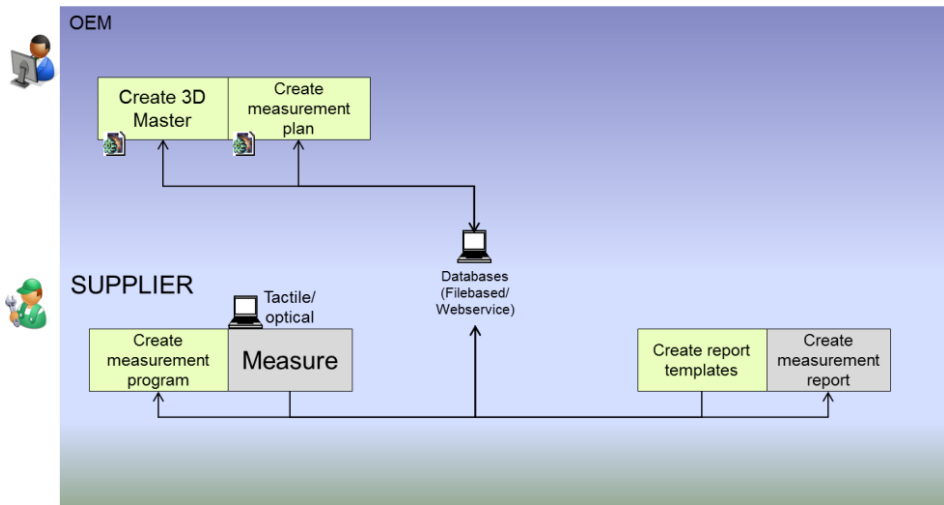 OEM
Create 3D
Master
Create
measurement
plan
Databases
(Filebased/
Webservice)
SUPPLIER
Tactile/
optical
Create
measurement
program
Measure
Create report
templates
Create
measurement
report